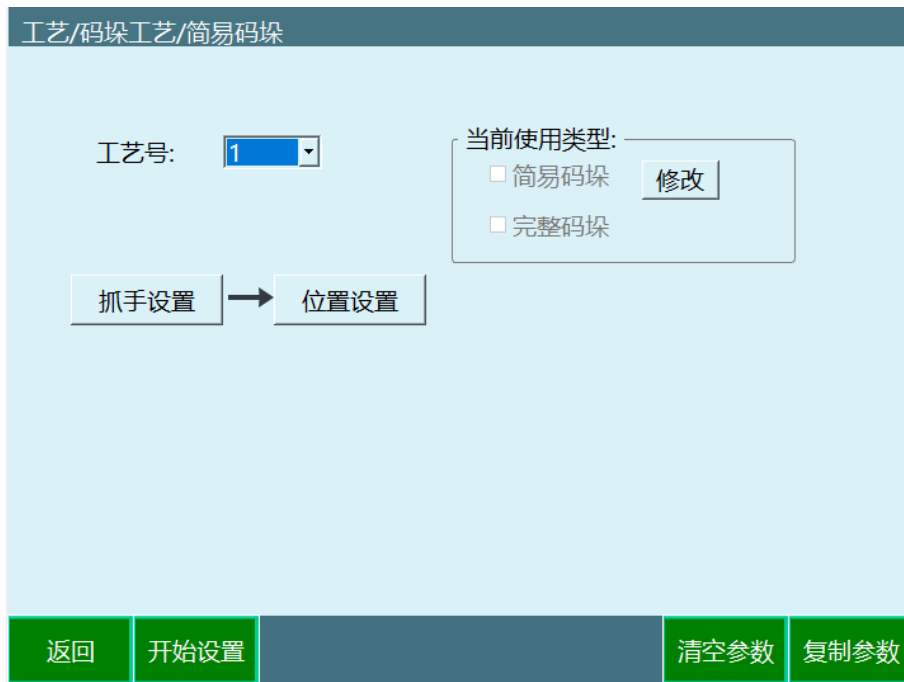 工艺/码垛工艺/简易码垛
工艺号: 1
当前使用类型:
简易码垛 修改
完整码垛
抓手设置 位置设置
返回 开始设置 清空参数 复制参数